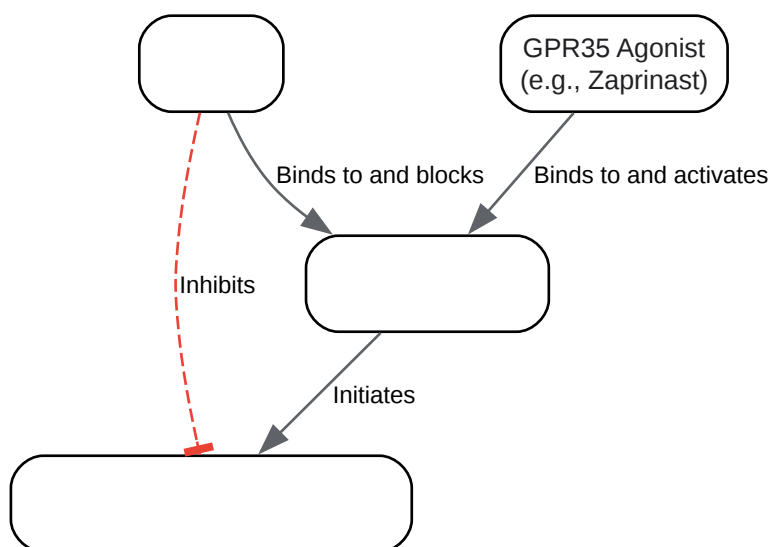 GPR35 Agonist
(e.g., Zaprinast)
Binds to and blocks
Binds to and activates
Inhibits
Initiates